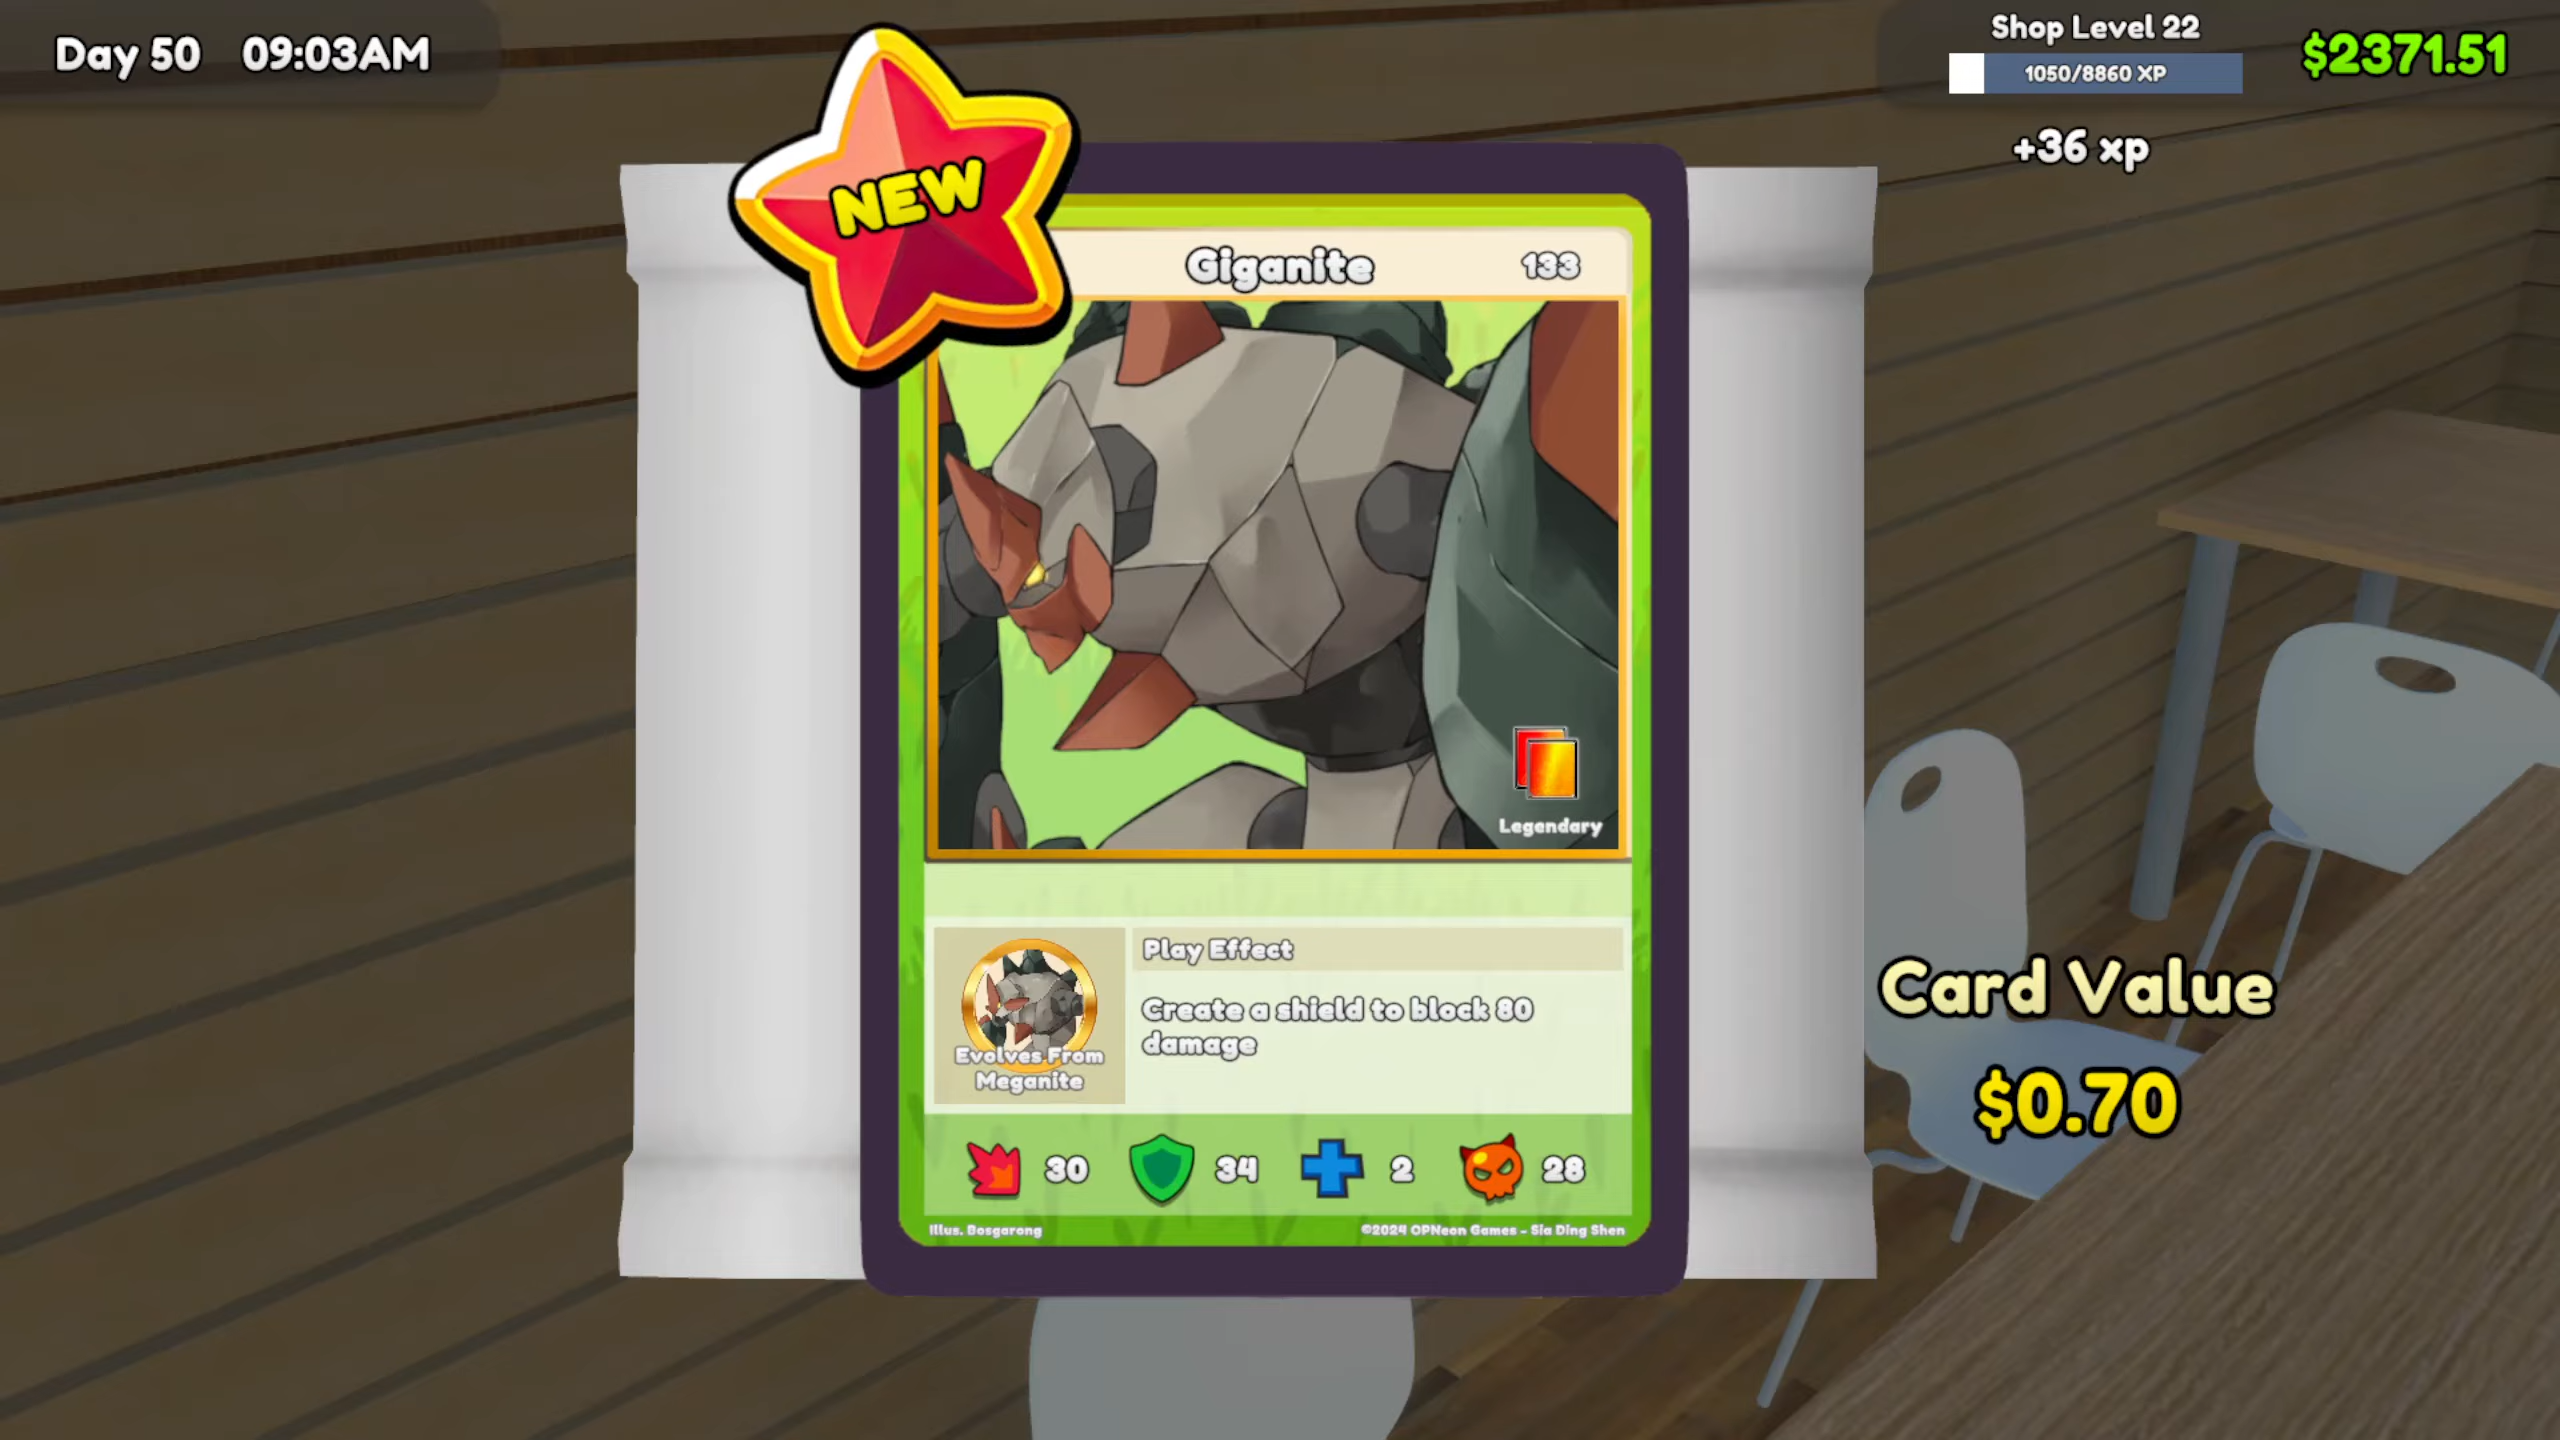 Day 50 09:03AM
Shop Level 22
1050/8860 XP
$2371.51
+36 xp
NEW
Giganite 133
Legendary
Play Effect
Create a shield to block 80
damage
Evolves From
Meganite
30 34 2 28
Illus. Bosgarong ©2024 OPNeon Games - Sia Ding Shen
Card Value
$0.70